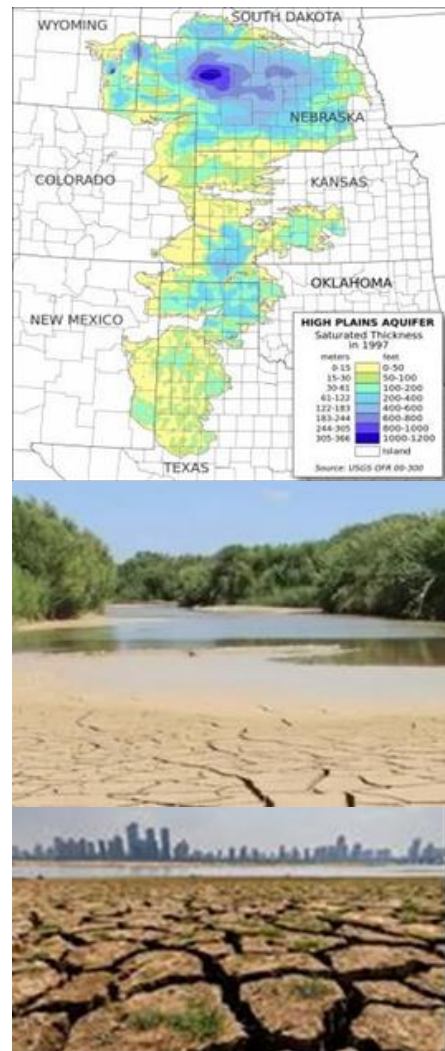 WYOMING
SOUTH DAKOTA
NEBRASKA
COLORADO
KANSAS
OKLAHOMA
NEW MEXICO
TEXAS
HIGH PLAINS AQUIFER
Saturated Thickness
in 1997
meters feet
0-15 0-50
15-30 50-100
30-61 100-200
61-122 200-400
122-183 400-600
183-244 600-800
244-305 800-1000
305-366 1000-1200
Island
Source: USGS OFR 00-300